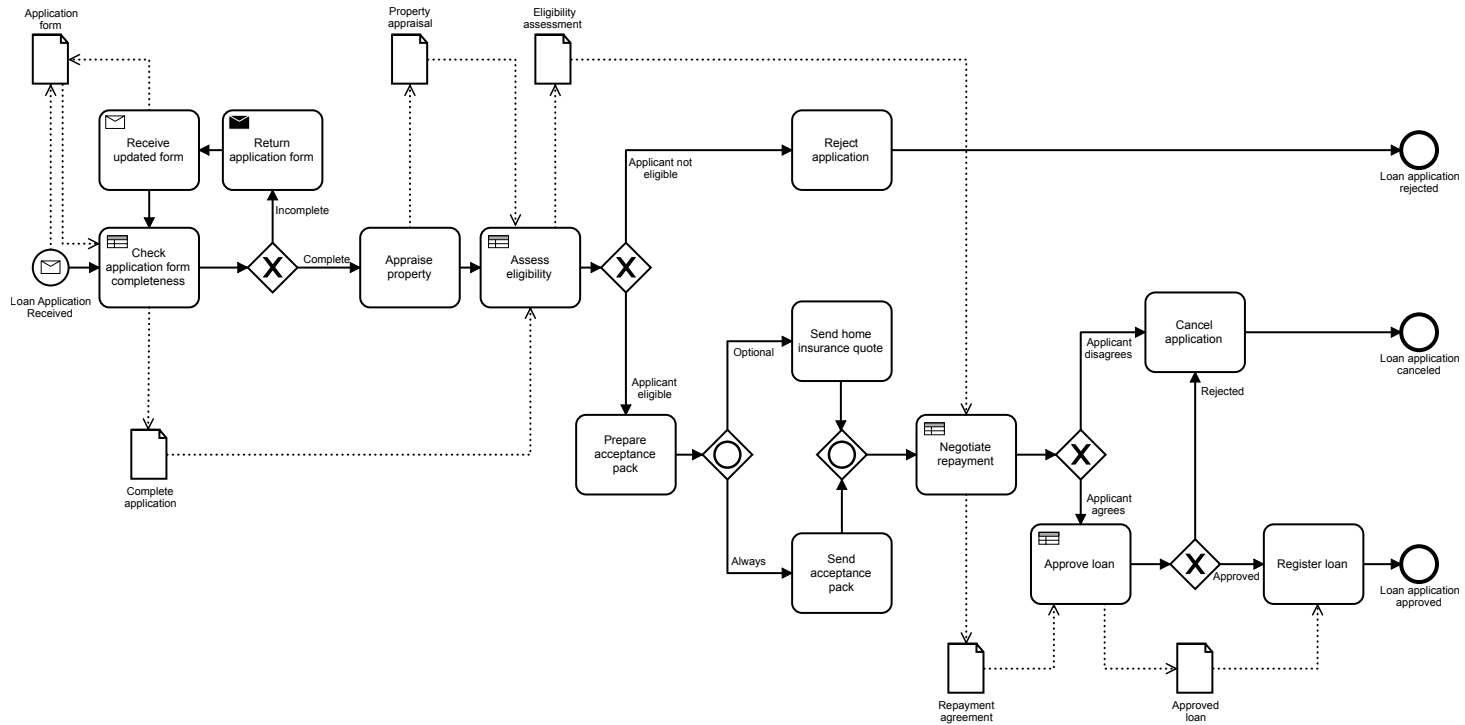 Application
form
Property
appraisal
Eligibility
assessment
Receive
updated form
Return
application form
Reject
application
Applicant not
eligible
Loan application
rejected
Incomplete
Check
application form
completeness
Complete
Appraise
property
Assess
eligibility
Loan Application
Received
Send home
insurance quote
Optional
Cancel
application
Applicant
disagrees
Loan application
canceled
Applicant
eligible
Rejected
Prepare
acceptance
pack
Negotiate
repayment
Complete
application
Applicant
agrees
Always
Send
acceptance
pack
Approve loan
Approved
Register loan
Loan application
approved
Repayment
agreement
Approved
loan